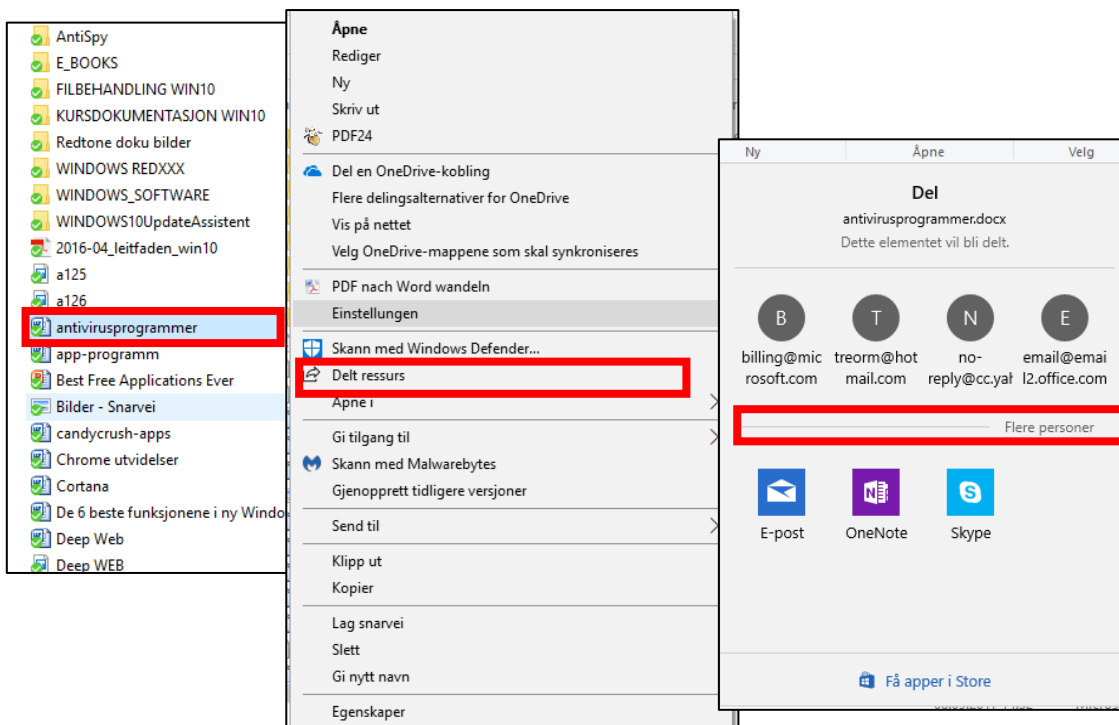 AntiSpy
E_BOOKS
FILBEHANDLING WIN10
KURSDOKUMENTASJON WIN10
Redtone doku bilder
WINDOWS REDXXX
WINDOWS_SOFTWARE
WINDOWS10UpdateAssistent
2016-04_leitfaden_win10
a125
a126
antivirusprogrammer
app-programm
Best Free Applications Ever
Bilder - Snarvei
candycrush-apps
Chrome utvidelser
Cortana
De 6 beste funksjonene i ny Windo
Deep Web
Deep WEB
Åpne
Rediger
Ny
Skriv ut
PDF24
Del en OneDrive-kobling
Flere delingsalternativer for OneDrive
Vis på nettet
Velg OneDrive-mappene som skal synkroniseres
PDF nach Word wandeln
Einstellungen
Skann med Windows Defender...
Delt ressurs
Åpne i
Gi tilgang til
Skann med Malwarebytes
Gjenopprett tidligere versjoner
Send til
Klipp ut
Kopier
Lag snarvei
Slett
Gi nytt navn
Egenskaper
Ny Åpne Velg
Del
antivirusprogrammer.docx
Dette elementet vil bli delt.
B T N E
billing@mic treorm@hot no- email@emai
rosoft.com mail.com reply@cc.yah l2.office.com
Flere personer
E-post OneNote Skype
Få apper i Store